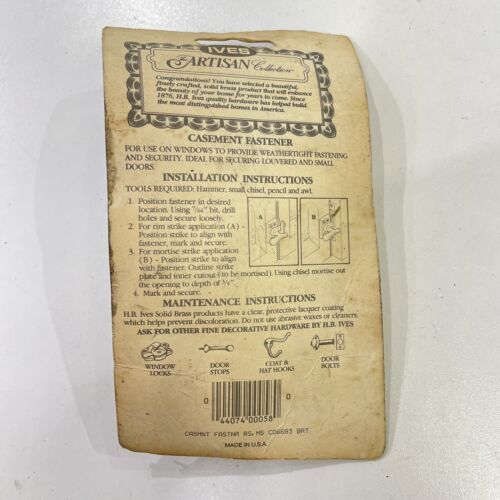 IVES
The ARTISAN Collection
Congratulations! You have selected a beautiful,
finely crafted, solid brass product that will enhance
the beauty of your home for years to come. Since
1876, H.B. Ives quality hardware has helped build
the most distinguished homes in America.
CASEMENT FASTENER
FOR USE ON WINDOWS TO PROVIDE WEATHERTIGHT FASTENING
AND SECURITY. IDEAL FOR SECURING LOUVERED AND SMALL
DOORS.
INSTALLATION INSTRUCTIONS
TOOLS REQUIRED: Hammer, small chisel, pencil and awl.
1. Position fastener in desired
location. Using 7/64" bit, drill
holes and secure loosely.
2. For rim strike application (A) -
Position strike to align with
fastener, mark and secure.
3. For mortise strike application
(B) - Position strike to align
with fastener. Outline strike
plate and inner cutout (to be mortised). Using chisel mortise out
the opening to depth of 3/4".
4. Mark and secure.
A
B
MAINTENANCE INSTRUCTIONS
H.B. Ives Solid Brass products have a clear, protective lacquer coating
which helps prevent discoloration. Do not use abrasive waxes or cleaners.
ASK FOR OTHER FINE DECORATIVE HARDWARE BY H.B. IVES
WINDOW
LOCKS
DOOR
STOPS
COAT &
HAT HOOKS
DOOR
BOLTS
0 44074 00058 0
CASMNT FASTNR RS. MS C06SB3 BRT
MADE IN U.S.A.